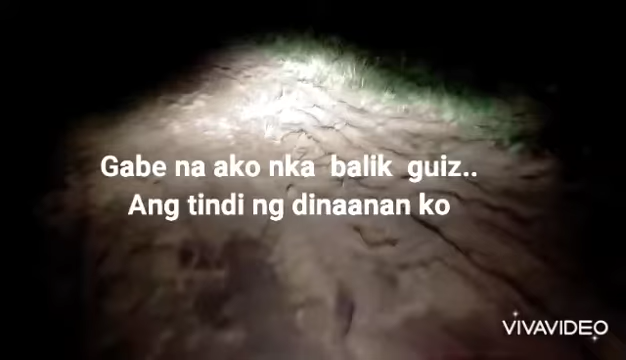 Gabe na ako nka balik guiz..
Ang tindi ng dinaanan ko
VIVAVIDEO